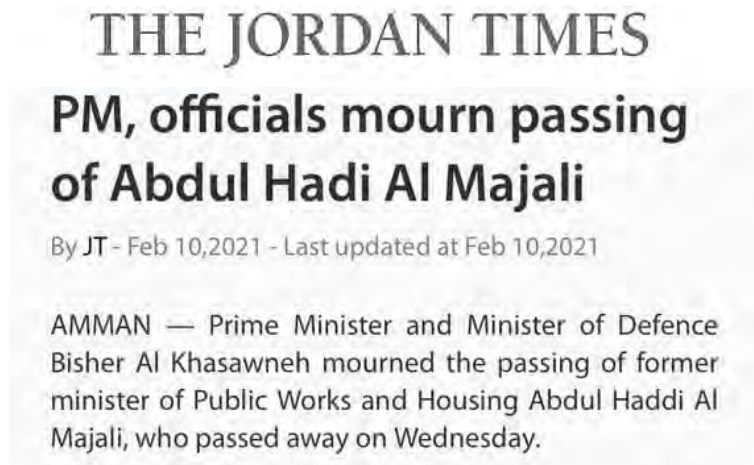 THE JORDAN TIMES
PM, officials mourn passing
of Abdul Hadi Al Majali
By JT - Feb 10,2021 - Last updated at Feb 10,2021
AMMAN — Prime Minister and Minister of Defence
Bisher Al Khasawneh mourned the passing of former
minister of Public Works and Housing Abdul Haddi Al
Majali, who passed away on Wednesday.